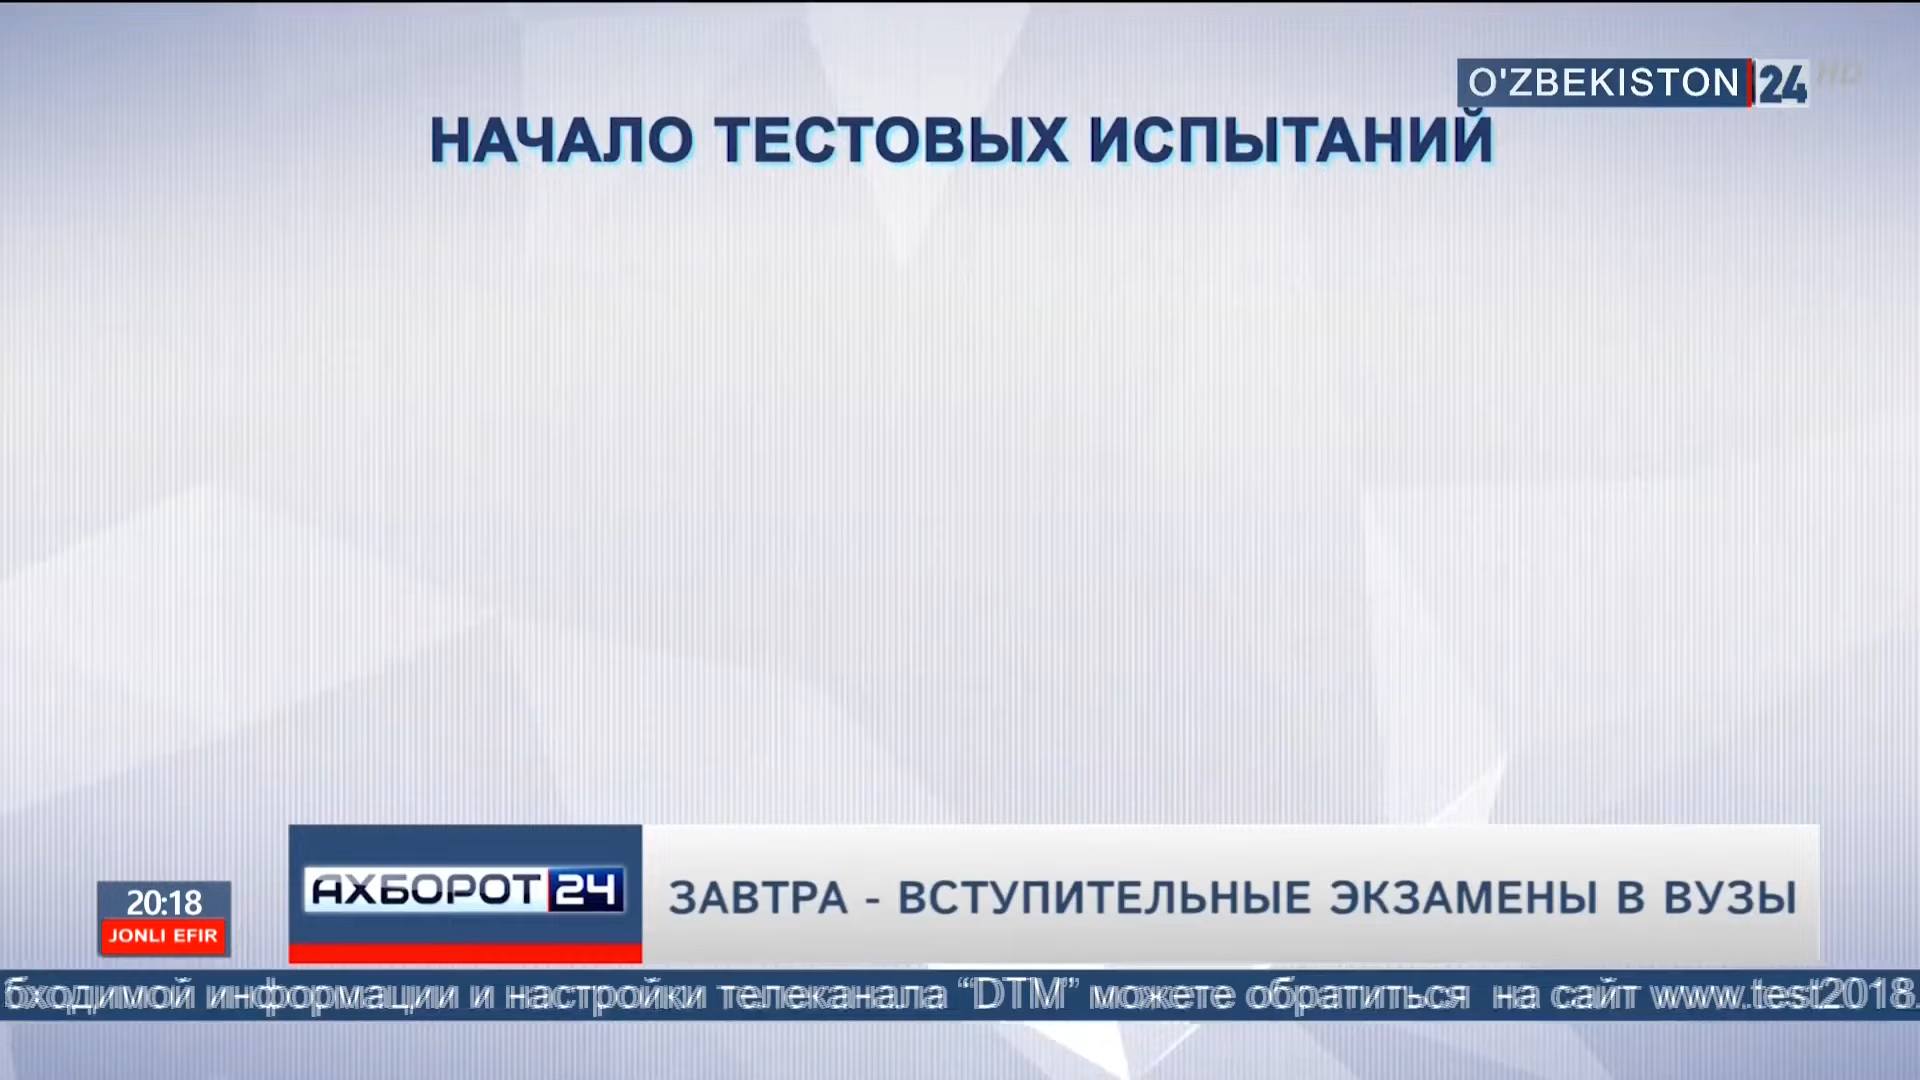 O'ZBEKISTON 24 HD
НАЧАЛО ТЕСТОВЫХ ИСПЫТАНИЙ
АХБОРОТ 24
ЗАВТРА - ВСТУПИТЕЛЬНЫЕ ЭКЗАМЕНЫ В ВУЗЫ
20:18
JONLI EFIR
бходимой информации и настройки телеканала “DTM” можете обратиться на сайт www.test2018.